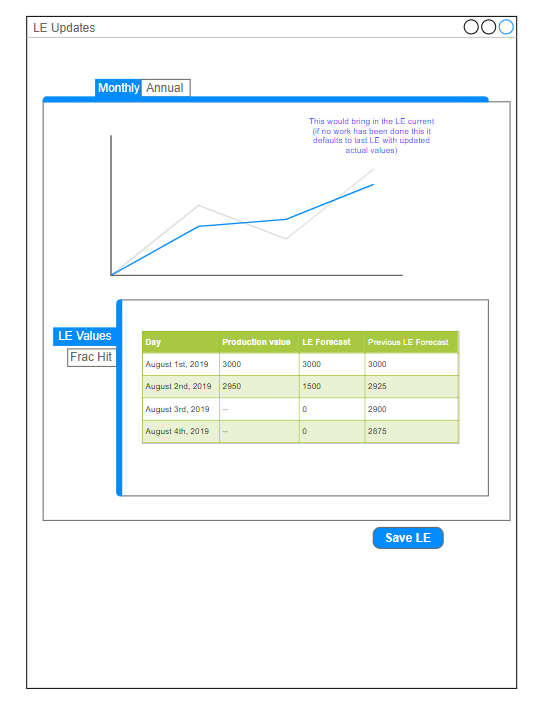 LE Updates
Monthly Annual
This would bring in the LE current
(if no work has been done this it
defaults to last LE with updated
actual values)
LE Values
Frac Hit
Day Production value LE Forecast Previous LE Forecast
August 1st, 2019 3000 3000 3000
August 2nd, 2019 2950 1500 2925
August 3rd, 2019 -- 0 2900
August 4th, 2019 -- 0 2875
Save LE